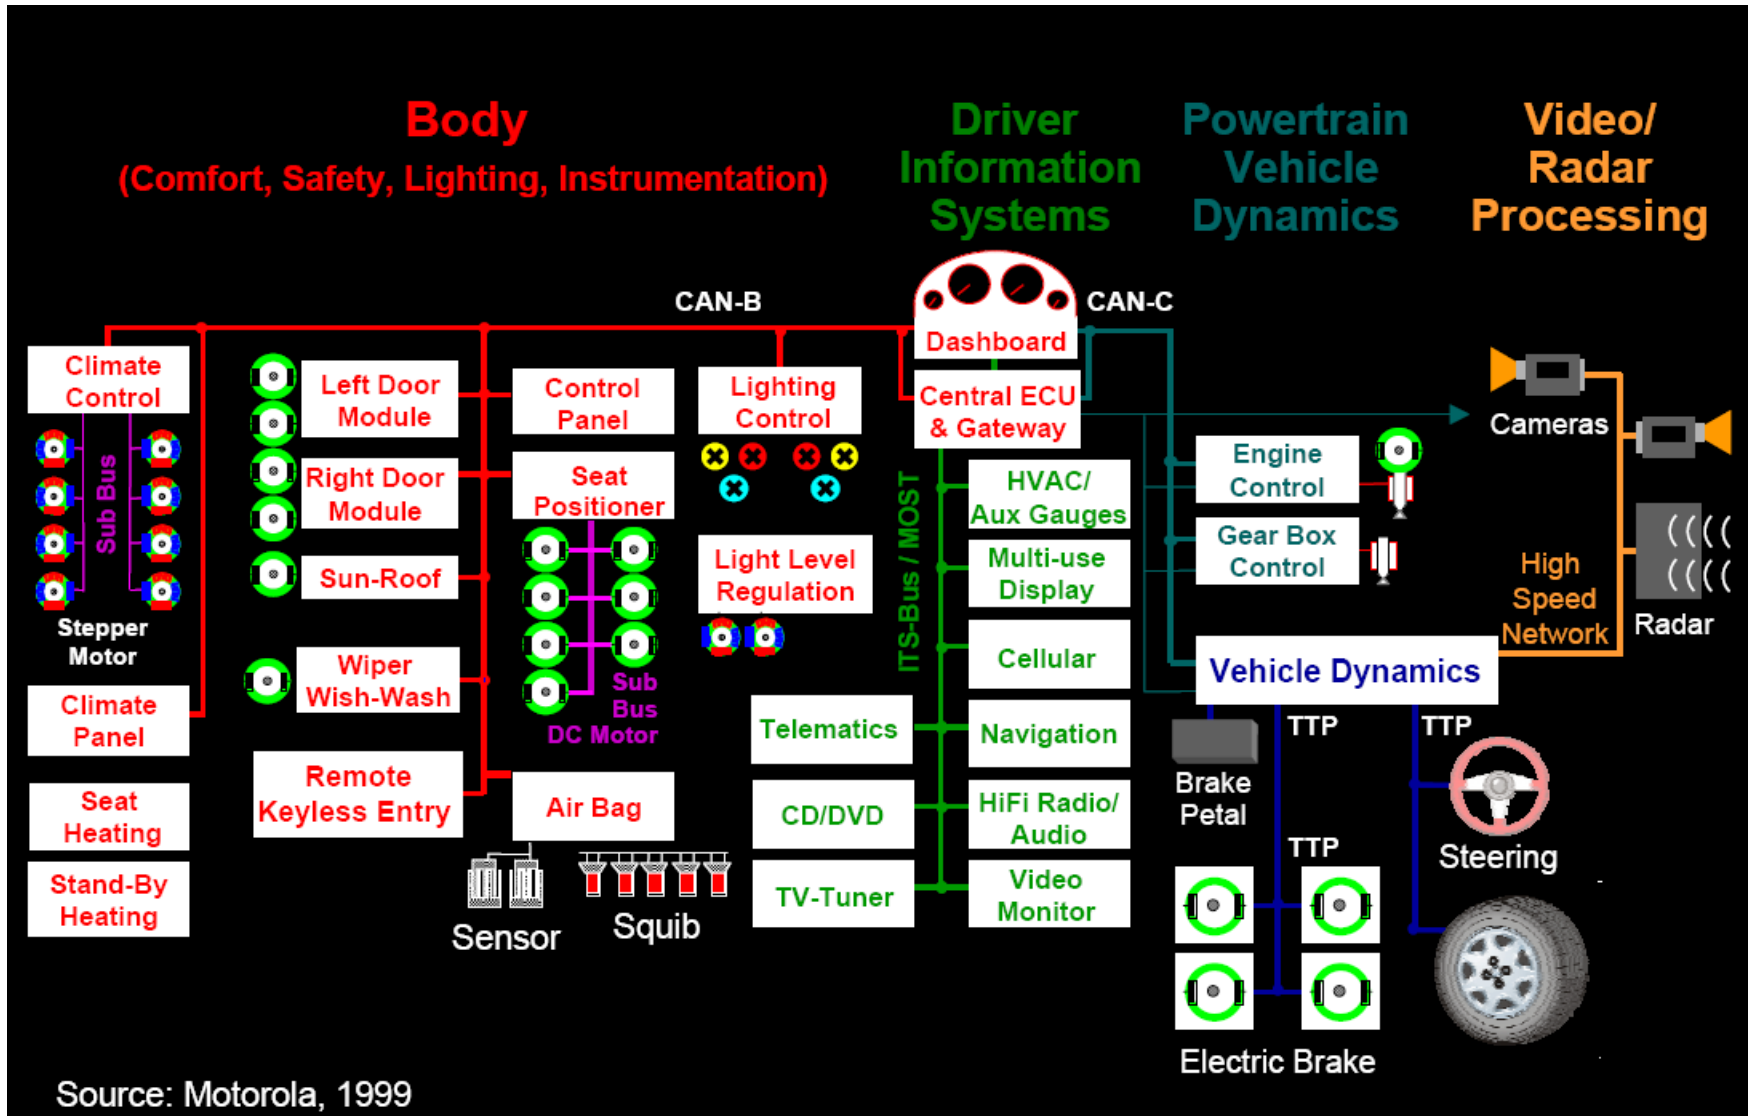 Body
(Comfort, Safety, Lighting, Instrumentation)
Driver
Information
Systems
Powertrain
Vehicle
Dynamics
Video/
Radar
Processing
CAN-B
CAN-C
Dashboard
Central ECU
& Gateway
Climate
Control
Sub Bus
Stepper
Motor
Climate
Panel
Seat
Heating
Stand-By
Heating
Left Door
Module
Right Door
Module
Sun-Roof
Wiper
Wish-Wash
Remote
Keyless Entry
Control
Panel
Seat
Positioner
Sub
Bus
DC Motor
Air Bag
Sensor
Squib
Lighting
Control
Light Level
Regulation
ITS-Bus / MOST
HVAC/
Aux Gauges
Multi-use
Display
Cellular
Telematics
Navigation
CD/DVD
HiFi Radio/
Audio
TV-Tuner
Video
Monitor
Engine
Control
Gear Box
Control
Vehicle Dynamics
TTP
TTP
Brake
Petal
TTP
Steering
Electric Brake
Cameras
High
Speed
Network
Radar
Source: Motorola, 1999